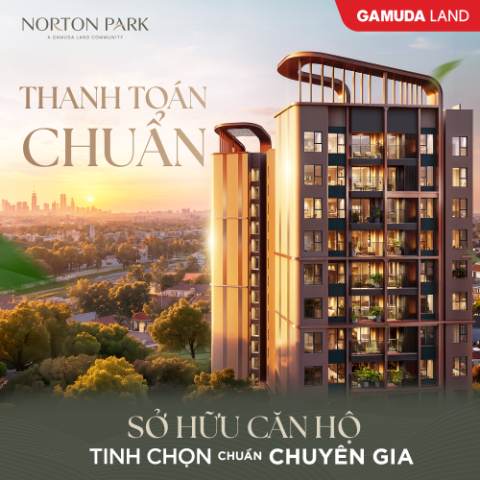 NORTON PARK
A GAMUDA LAND COMMUNITY
GAMUDA LAND
THANH TOÁN
CHUẨN
SỞ HỮU CĂN HỘ
TINH CHỌN CHUẨN CHUYÊN GIA